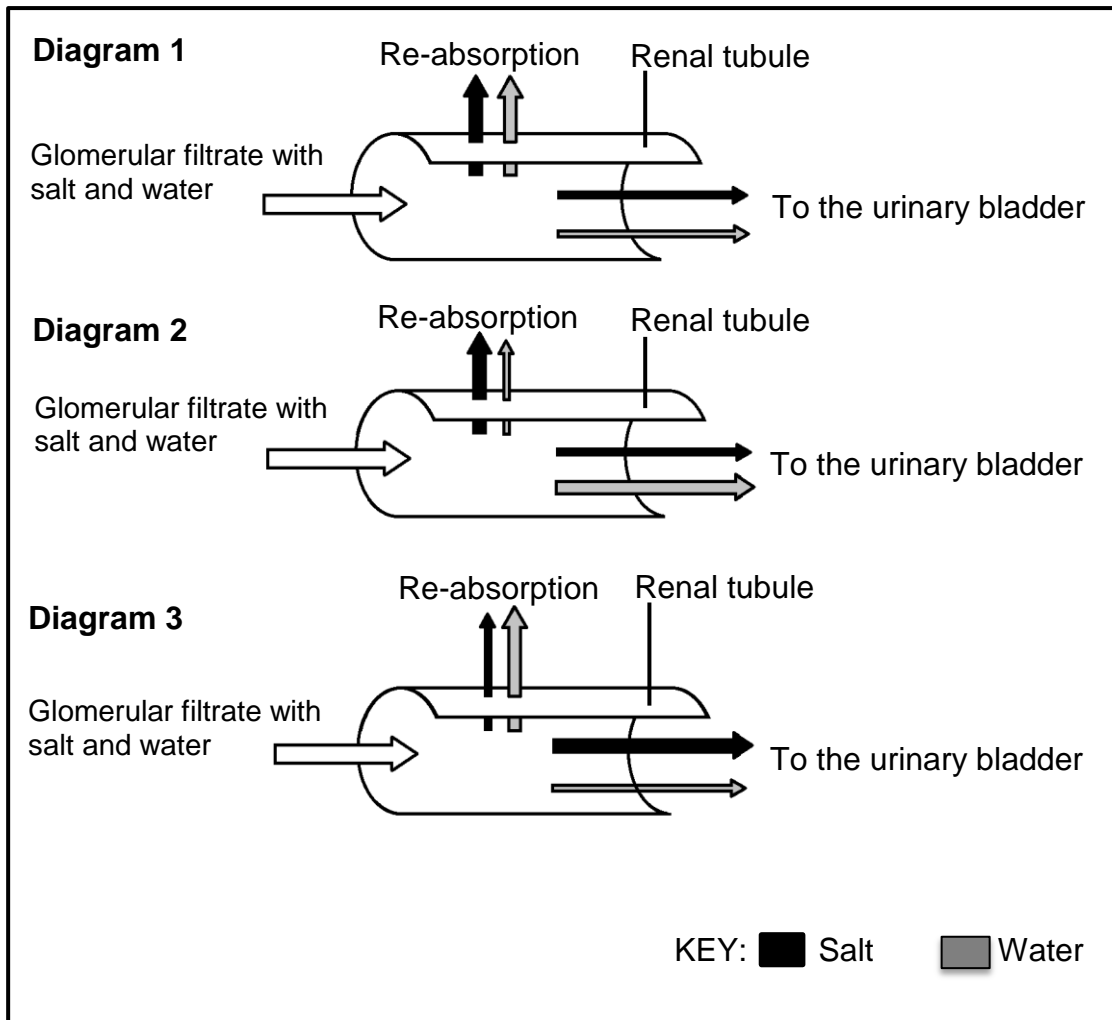 Diagram 1
Re-absorption
Renal tubule
Glomerular filtrate with
salt and water
To the urinary bladder
Diagram 2
Re-absorption
Renal tubule
Glomerular filtrate with
salt and water
To the urinary bladder
Diagram 3
Re-absorption
Renal tubule
Glomerular filtrate with
salt and water
To the urinary bladder
KEY: Salt Water